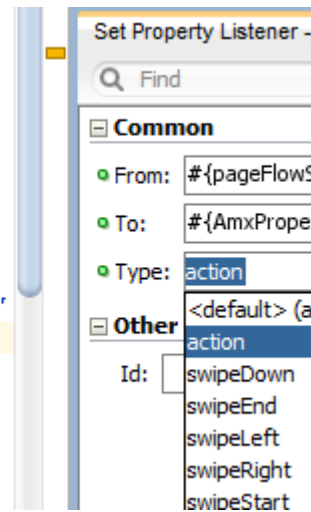 Set Property Listener -
Find
Common
From: #{pageFlowS
To: #{AmxPrope
Type: action
<default> (a
Other
action
Id:
swipeDown
swipeEnd
swipeLeft
swipeRight
swipeStart